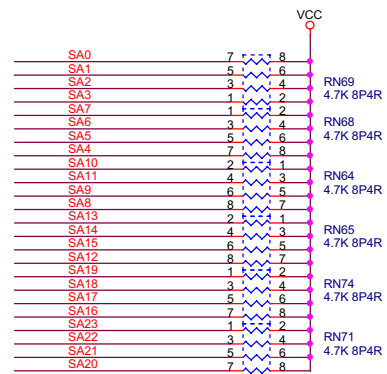 VCC
SA0 7 8
SA1 5 6
SA2 3 4 RN69
SA3 1 2 4.7K 8P4R
SA7 1 2
SA6 3 4 RN68
SA5 5 6 4.7K 8P4R
SA4 7 8
SA10 2 1
SA11 4 3 RN64
SA9 6 5 4.7K 8P4R
SA8 8 7
SA13 2 1
SA14 4 3 RN65
SA15 6 5 4.7K 8P4R
SA12 8 7
SA19 1 2
SA18 3 4 RN74
SA17 5 6 4.7K 8P4R
SA16 7 8
SA23 1 2
SA22 3 4 RN71
SA21 5 6 4.7K 8P4R
SA20 7 8